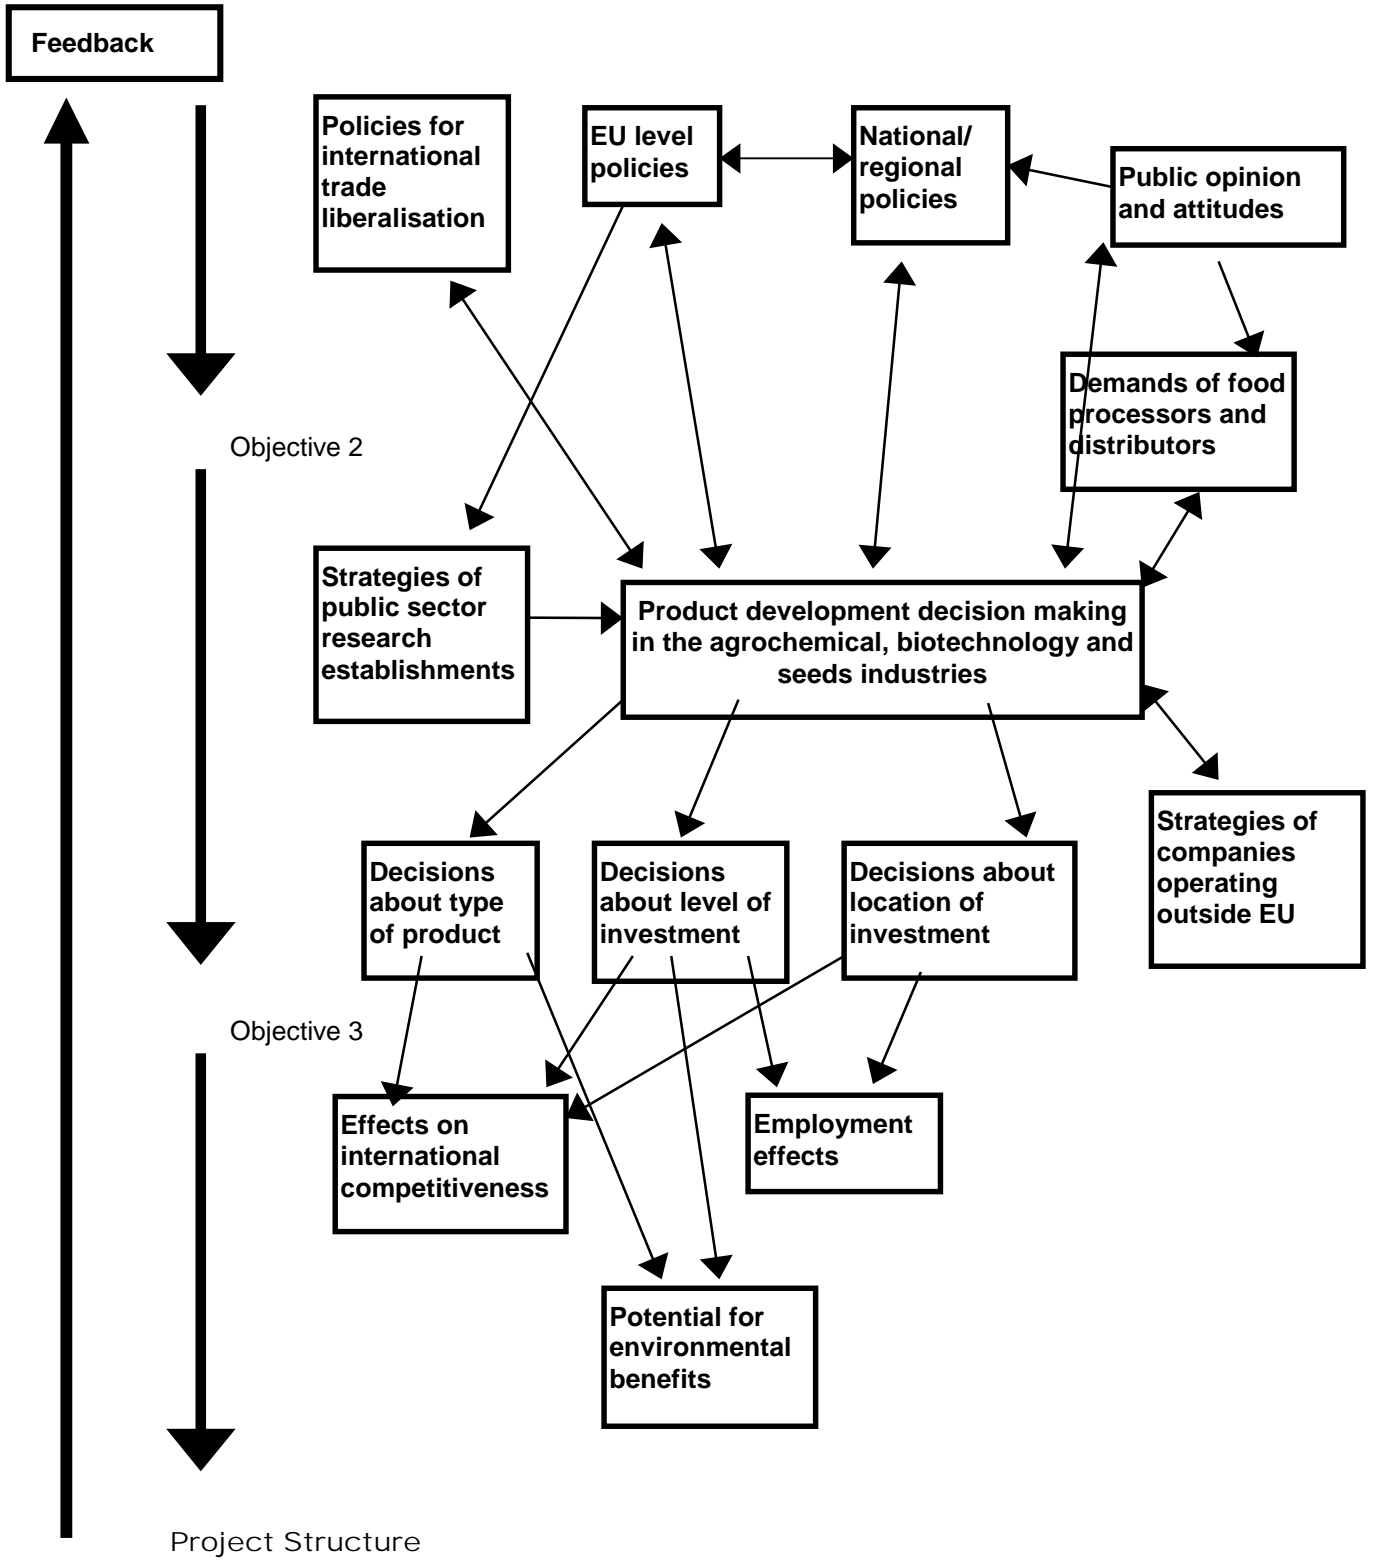 Feedback
Policies for
international
trade
liberalisation
EU level
policies
National/
regional
policies
Public opinion
and attitudes
Demands of food
processors and
distributors
Objective 2
Strategies of
public sector
research
establishments
Product development decision making
in the agrochemical, biotechnology and
seeds industries
Strategies of
companies
operating
outside EU
Decisions
about type
of product
Decisions
about level of
investment
Decisions about
location of
investment
Objective 3
Effects on
international
competitiveness
Employment
effects
Potential for
environmental
benefits
Project Structure